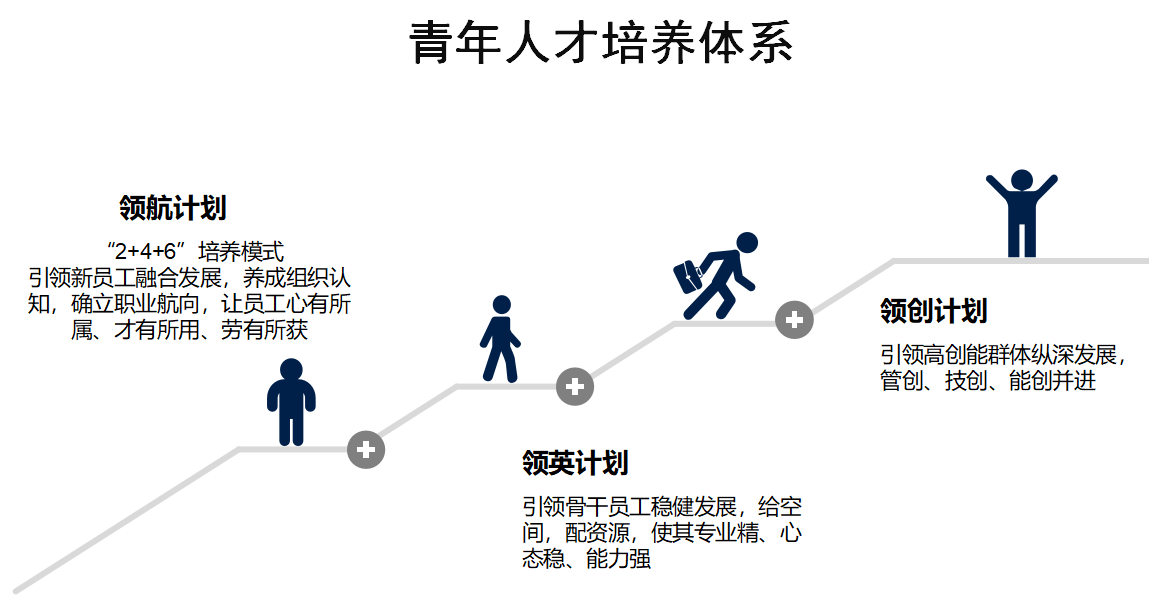 青年人才培养体系
领航计划
“2+4+6”培养模式
引领新员工融合发展，养成组织认
知，确立职业航向，让员工心有所
属、才有所用、劳有所获
领英计划
引领骨干员工稳健发展，给空
间，配资源，使其专业精、心
态稳、能力强
领创计划
引领高创能群体纵深发展，
管创、技创、能创并进